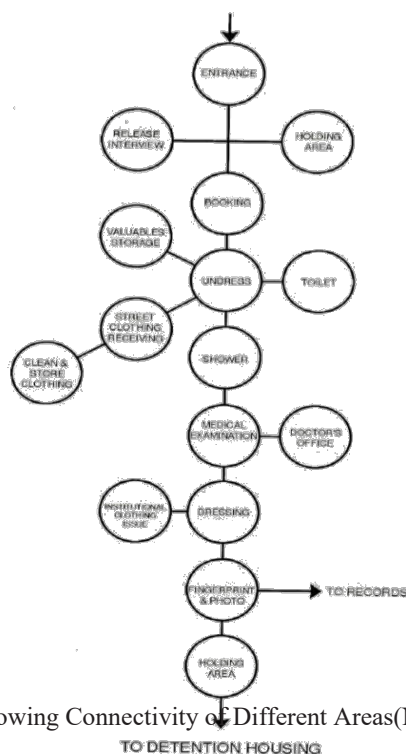 ENTRANCE
RELEASE
INTERVIEW
HOLDING
AREA
BOOKING
VALUABLES
STORAGE
UNDRESS
TOILET
STREET
CLOTHING
RECEIVING
CLEAN &
STORE
CLOTHING
SHOWER
MEDICAL
EXAMINATION
DOCTOR'S
OFFICE
INSTITUTIONAL
CLOTHING
ISSUE
DRESSING
FINGERPRINT
& PHOTO
TO RECORDS
HOLDING
AREA
owing Connectivity of Different Areas(
TO DETENTION HOUSING